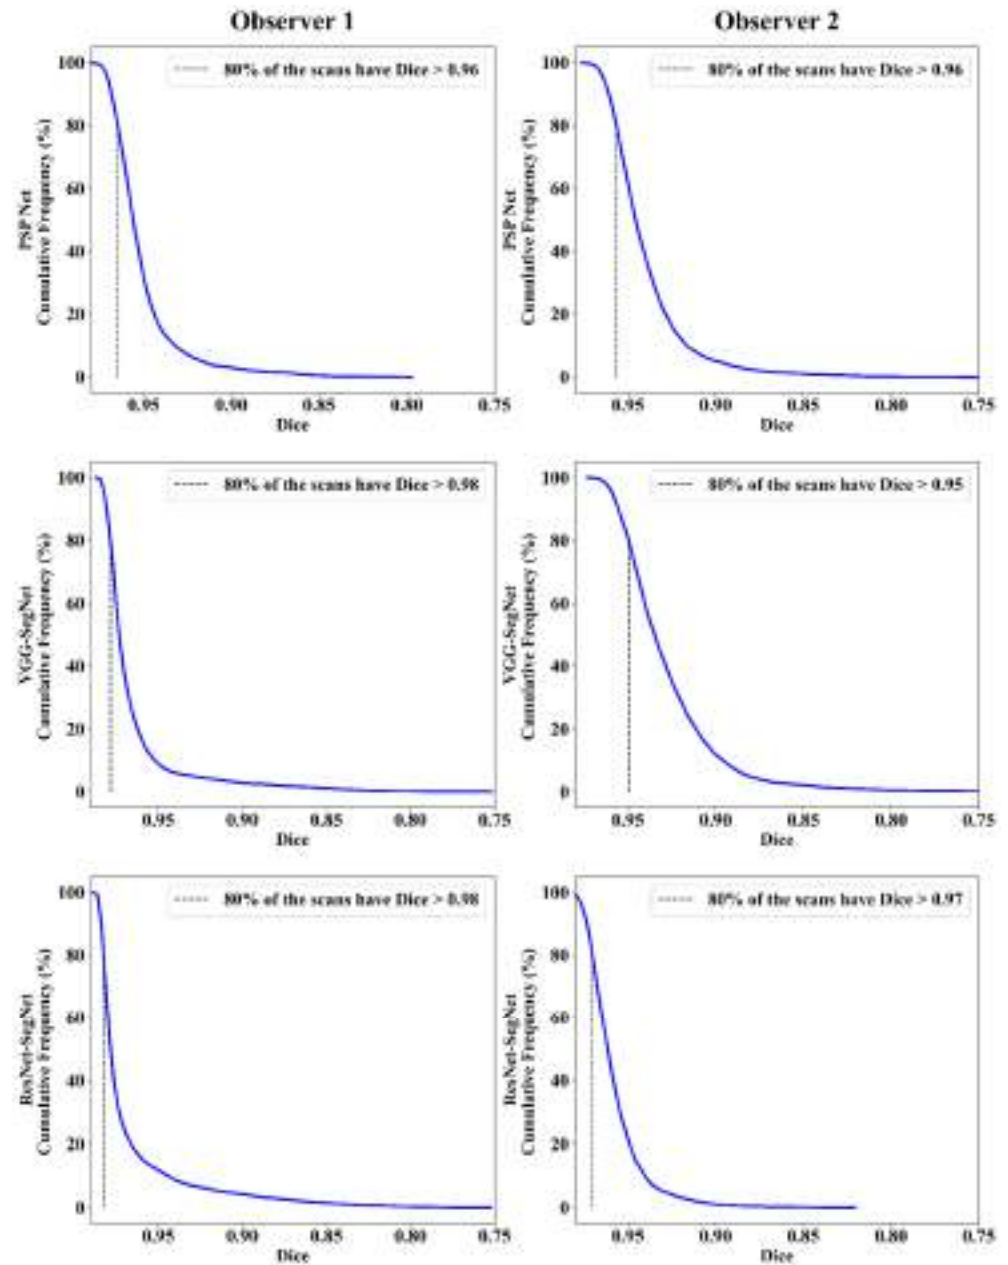 Observer 1
Observer 2
80% of the scans have Dice > 0.96
PSP Net
Cumulative Frequency (%)
100
80
60
40
20
0
0.95
0.90
0.85
0.80
0.75
Dice
80% of the scans have Dice > 0.96
PSP Net
Cumulative Frequency (%)
100
80
60
40
20
0
0.95
0.90
0.85
0.80
0.75
Dice
80% of the scans have Dice > 0.98
VGG-SegNet
Cumulative Frequency (%)
100
80
60
40
20
0
0.95
0.90
0.85
0.80
0.75
Dice
80% of the scans have Dice > 0.95
VGG-SegNet
Cumulative Frequency (%)
100
80
60
40
20
0
0.95
0.90
0.85
0.80
0.75
Dice
80% of the scans have Dice > 0.98
ResNet-SegNet
Cumulative Frequency (%)
100
80
60
40
20
0
0.95
0.90
0.85
0.80
0.75
Dice
80% of the scans have Dice > 0.97
ResNet-SegNet
Cumulative Frequency (%)
100
80
60
40
20
0
0.95
0.90
0.85
0.80
0.75
Dice